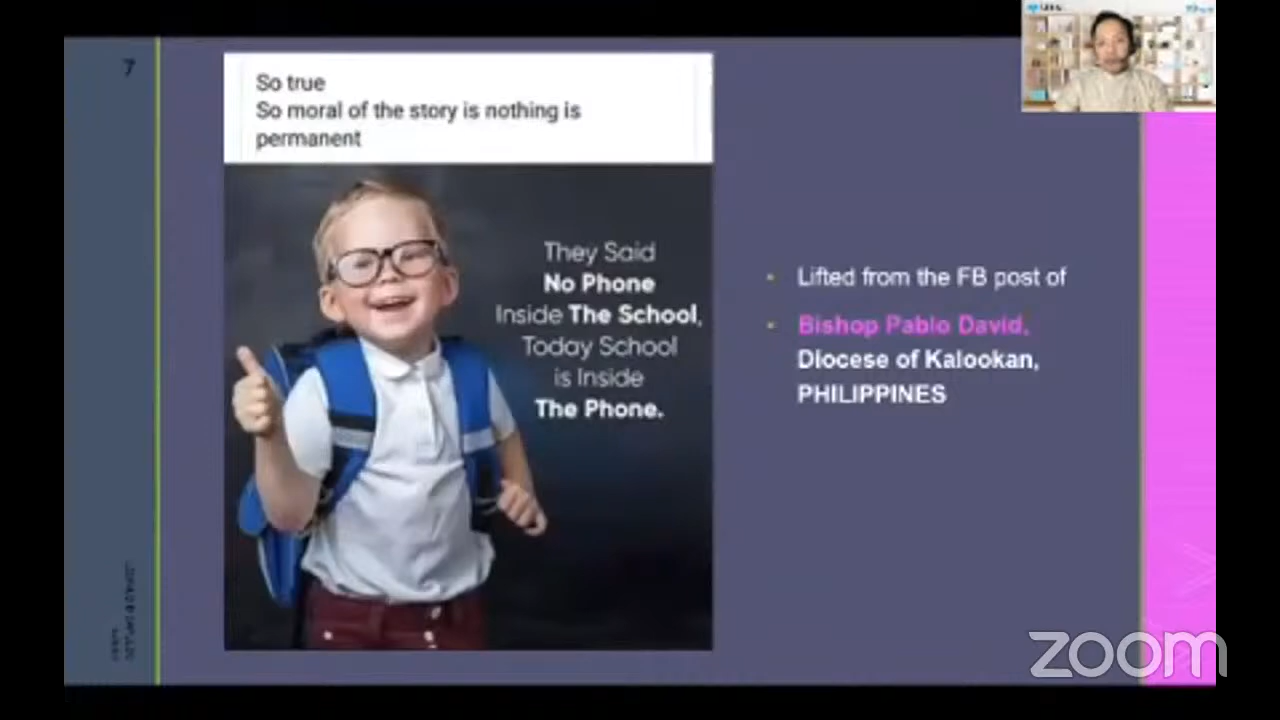 7
So true
So moral of the story is nothing is
permanent
They Said
No Phone
Inside The School,
Today School
is Inside
The Phone.
Lifted from the FB post of
Bishop Pablo David,
Diocese of Kalookan,
PHILIPPINES
zoom